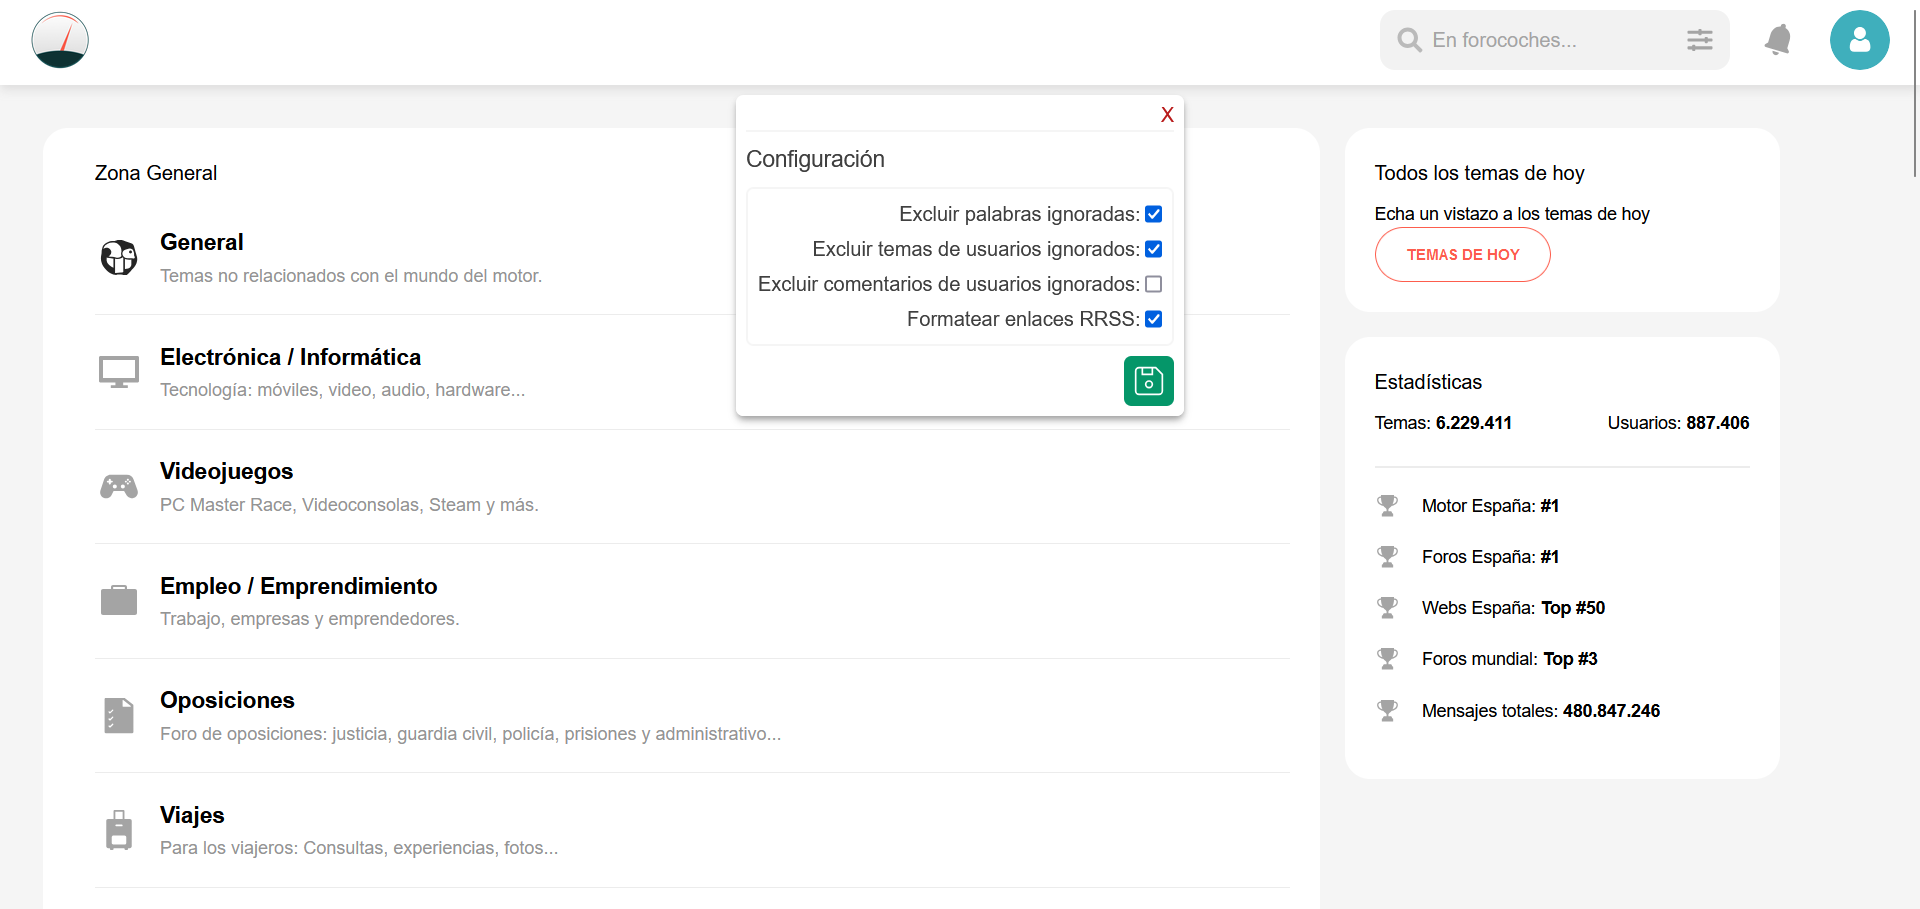 En forocoches...
X
Configuración
Excluir palabras ignoradas:
Excluir temas de usuarios ignorados:
Excluir comentarios de usuarios ignorados:
Formatear enlaces RRSS:
Zona General
General
Temas no relacionados con el mundo del motor.
Electrónica / Informática
Tecnología: móviles, video, audio, hardware...
Videojuegos
PC Master Race, Videoconsolas, Steam y más.
Empleo / Emprendimiento
Trabajo, empresas y emprendedores.
Oposiciones
Foro de oposiciones: justicia, guardia civil, policía, prisiones y administrativo...
Viajes
Para los viajeros: Consultas, experiencias, fotos...
Todos los temas de hoy
Echa un vistazo a los temas de hoy
TEMAS DE HOY
Estadísticas
Temas: 6.229.411 Usuarios: 887.406
Motor España: #1
Foros España: #1
Webs España: Top #50
Foros mundial: Top #3
Mensajes totales: 480.847.246